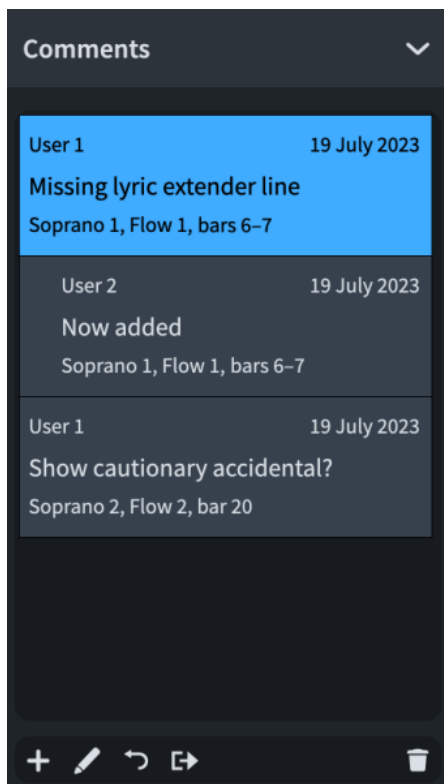 Comments
User 1 19 July 2023
Missing lyric extender line
Soprano 1, Flow 1, bars 6–7
User 2 19 July 2023
Now added
Soprano 1, Flow 1, bars 6–7
User 1 19 July 2023
Show cautionary accidental?
Soprano 2, Flow 2, bar 20